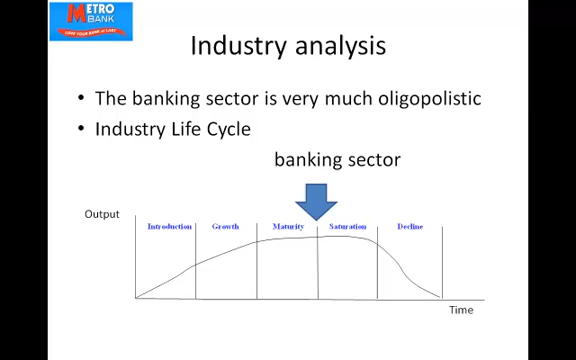 METRO
BANK
LOVE YOUR BANK AT LAST
Industry analysis
• The banking sector is very much oligopolistic
• Industry Life Cycle
banking sector
Output
Introduction Growth Maturity Saturation Decline
Time